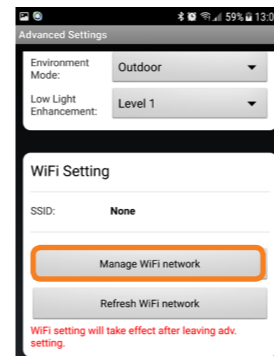 59% 13:0
Advanced Settings
Environment
Mode:
Outdoor
Low Light
Enhancement:
Level 1
WiFi Setting
SSID: None
Manage WiFi network
Refresh WiFi network
WiFi setting will take effect after leaving adv.
setting.